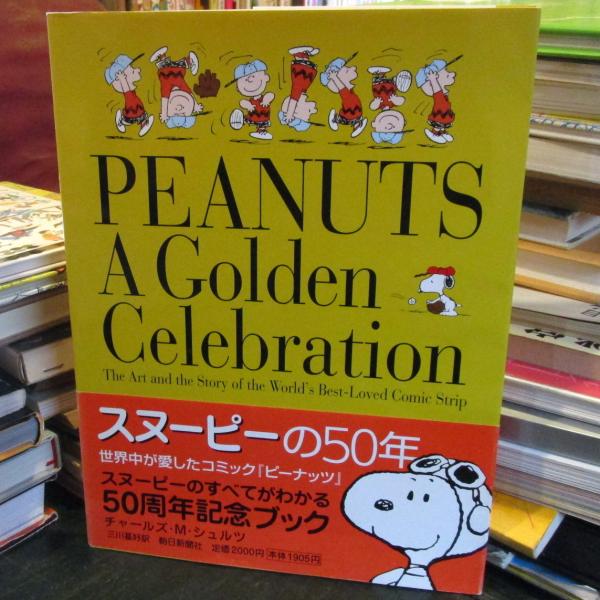 PEANUTS
A Golden
Celebration
The Art and the Story of the World's Best-Loved Comic Strip
スヌーピーの50年
世界中が愛したコミック『ピーナッツ』
スヌーピーのすべてがわかる
50周年記念ブック
チャールズ・M・シュルツ
三川基好訳 朝日新聞社 定価2000円 本体1905円